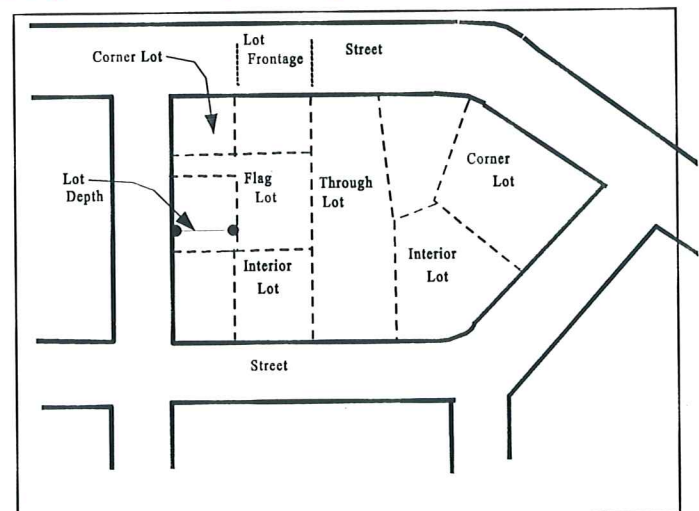 Lot
Frontage
Street
Corner Lot
Lot
Depth
Flag
Lot
Through
Lot
Corner
Lot
Interior
Lot
Interior
Lot
Street